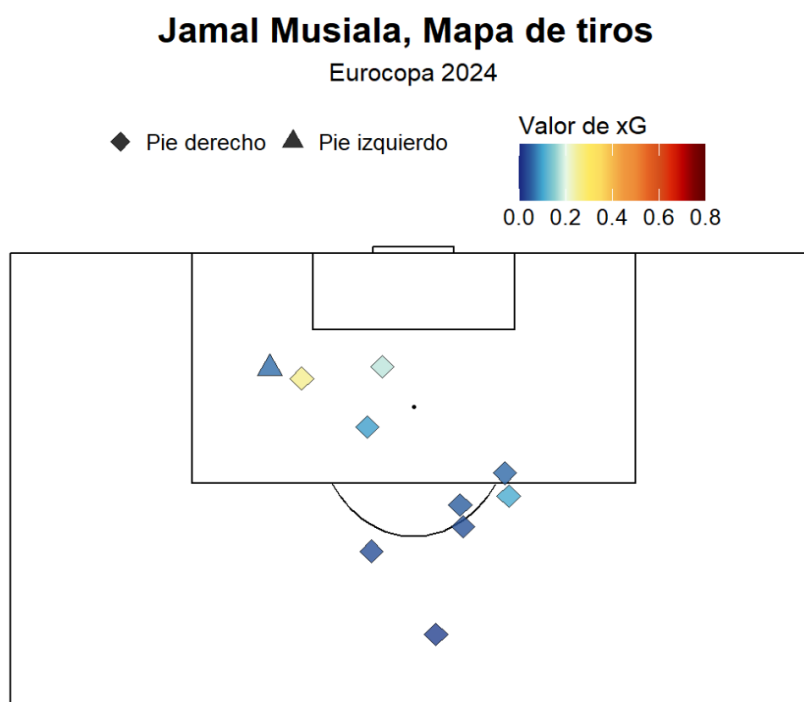 Jamal Musiala, Mapa de tiros
Eurocopa 2024
Pie derecho Pie izquierdo
Valor de xG
0.0 0.2 0.4 0.6 0.8